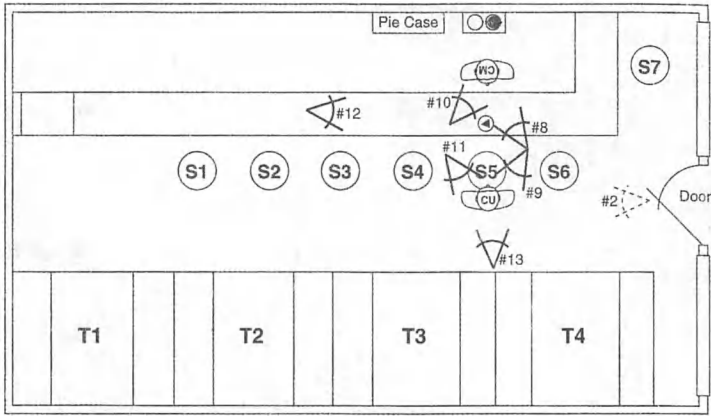 Pie Case
S7
CM
#10
#12
#8
#11
S1
S2
S3
S4
S5
S6
#9
CU
#2
Door
#13
T1
T2
T3
T4